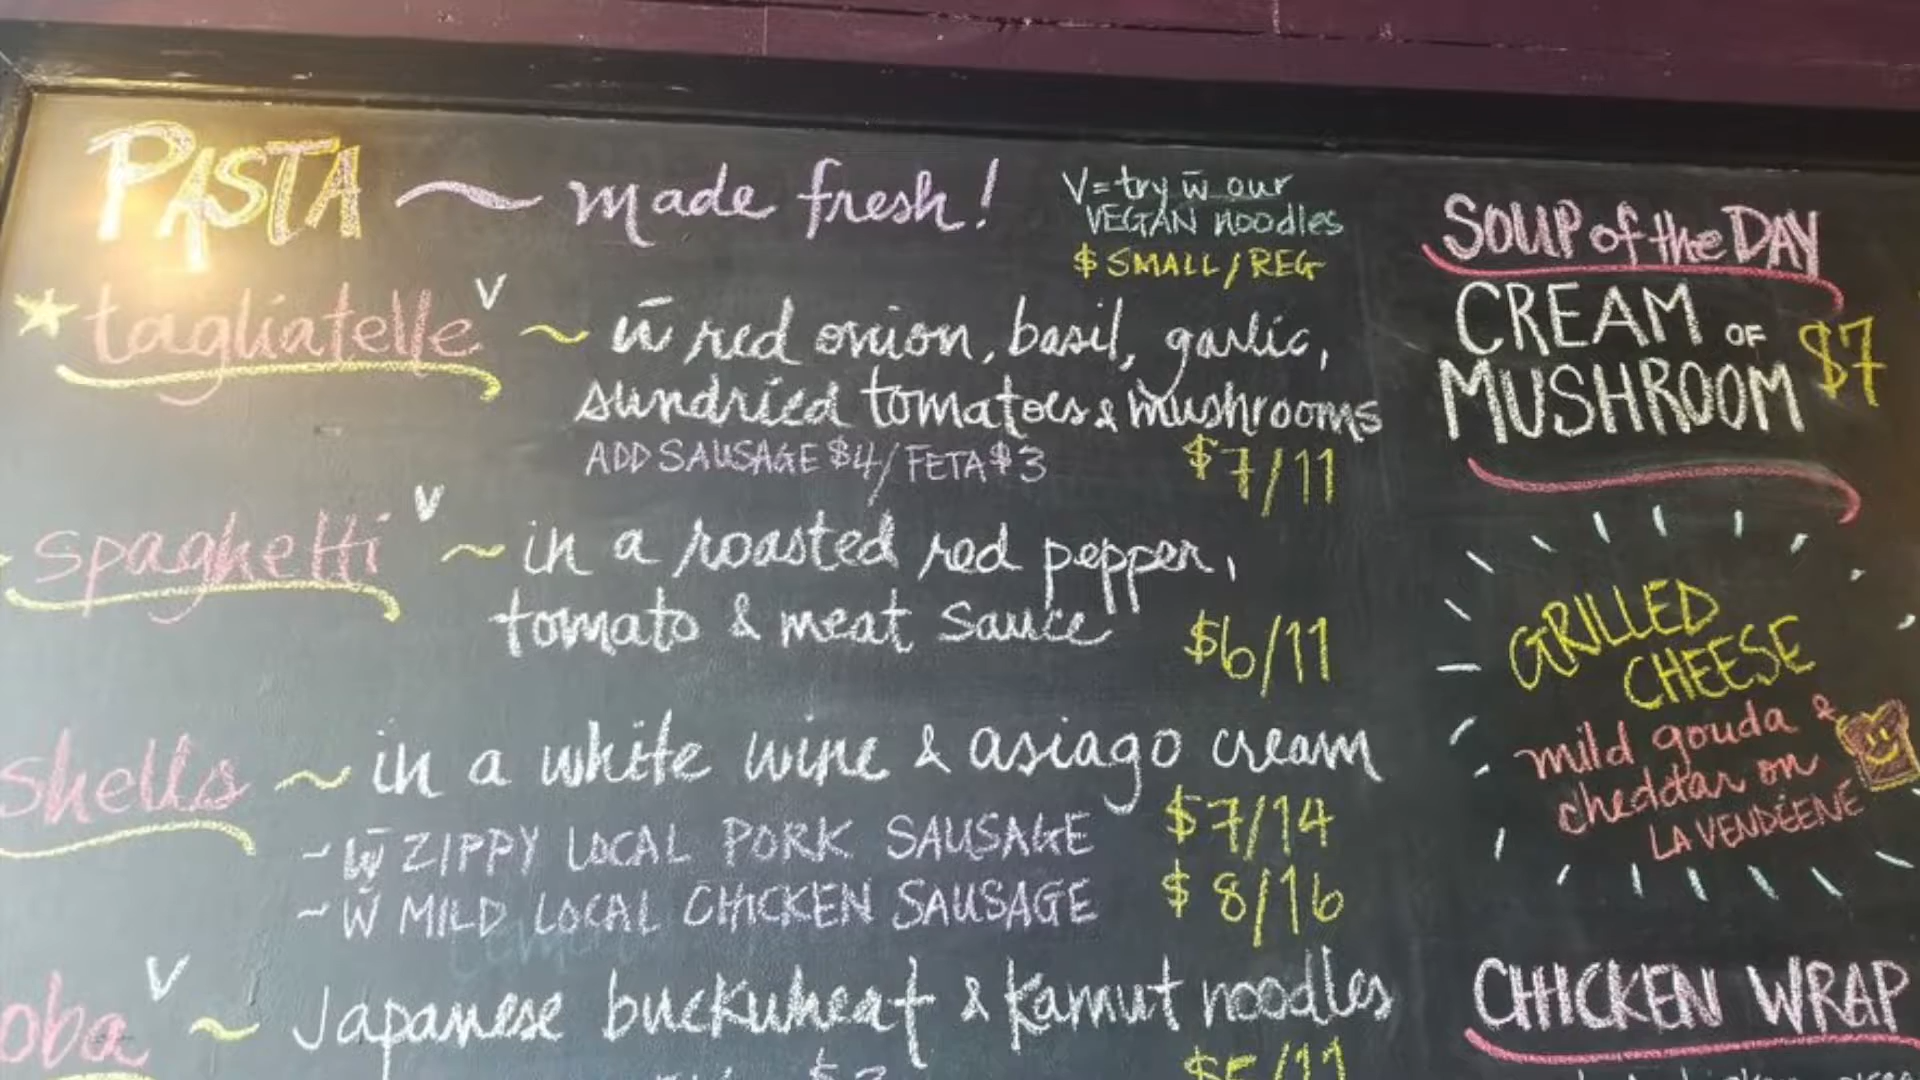 PASTA ~ made fresh!
V = try w̄ our
VEGAN noodles
$ SMALL / REG
tagliatelle V ~ w̄ red onion, basil, garlic,
sundried tomatoes & mushrooms
ADD SAUSAGE $4 / FETA $3 $7/11
spaghetti V ~ in a roasted red pepper,
tomato & meat sauce $6/11
shells ~ in a white wine & asiago cream
~ w̄ ZIPPY LOCAL PORK SAUSAGE $7/14
~ w̄ MILD LOCAL CHICKEN SAUSAGE $8/16
oba V ~ Japanese buckwheat & Kamut noodles
$5/11
SOUP of the DAY
CREAM OF
MUSHROOM $7
GRILLED
CHEESE
mild gouda &
cheddar on
LA VENDÉENE
CHICKEN WRAP